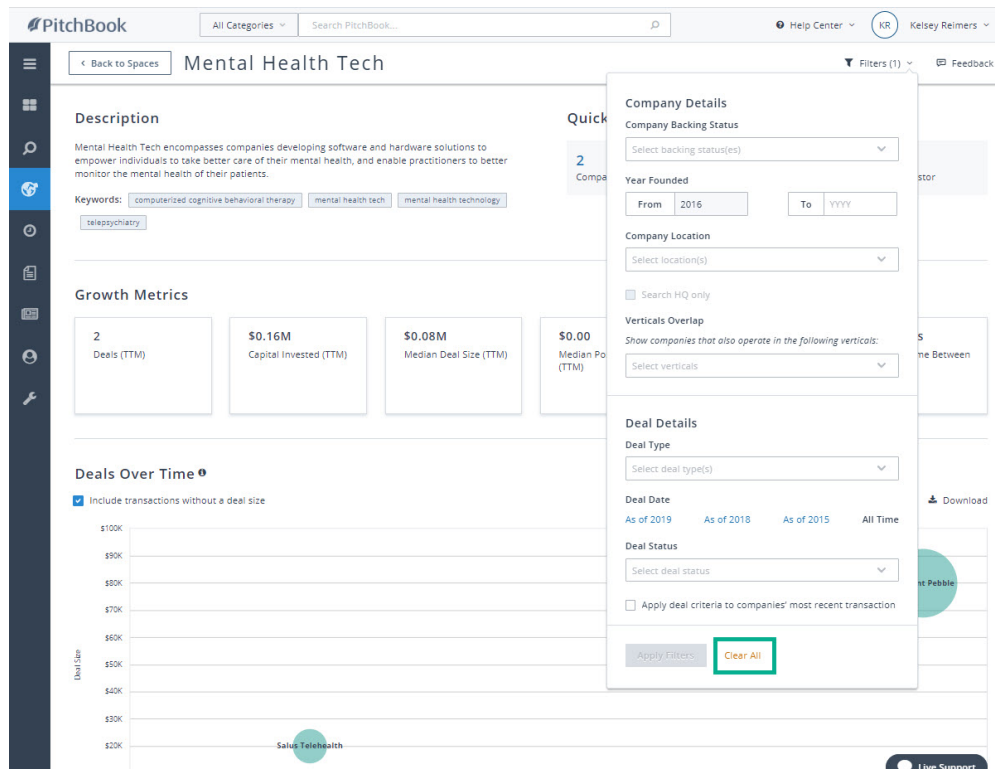 PitchBook
All Categories
Search PitchBook...
Help Center
KR
Kelsey Reimers
Back to Spaces
Mental Health Tech
Filters (1)
Feedback
Description
Mental Health Tech encompasses companies developing software and hardware solutions to
empower individuals to take better care of their mental health, and enable practitioners to better
monitor the mental health of their patients.
Keywords: computerized cognitive behavioral therapy mental health tech mental health technology
telepsychiatry
Quick
2
Compa
stor
Company Details
Company Backing Status
Select backing status(es)
Year Founded
From 2016 To YYYY
Company Location
Select location(s)
Search HQ only
Verticals Overlap
Show companies that also operate in the following verticals:
Select verticals
Deal Details
Deal Type
Select deal type(s)
Deal Date
As of 2019 As of 2018 As of 2015 All Time
Deal Status
Select deal status
Apply deal criteria to companies' most recent transaction
Apply Filters
Clear All
Growth Metrics
2
Deals (TTM)
$0.16M
Capital Invested (TTM)
$0.08M
Median Deal Size (TTM)
$0.00
Median Po
(TTM)
s
me Between
Deals Over Time
Include transactions without a deal size
Download
Deal Size
$100K
$90K
$80K
$70K
$60K
$50K
$40K
$30K
$20K
nt Pebble
Salus Telehealth
Live Support